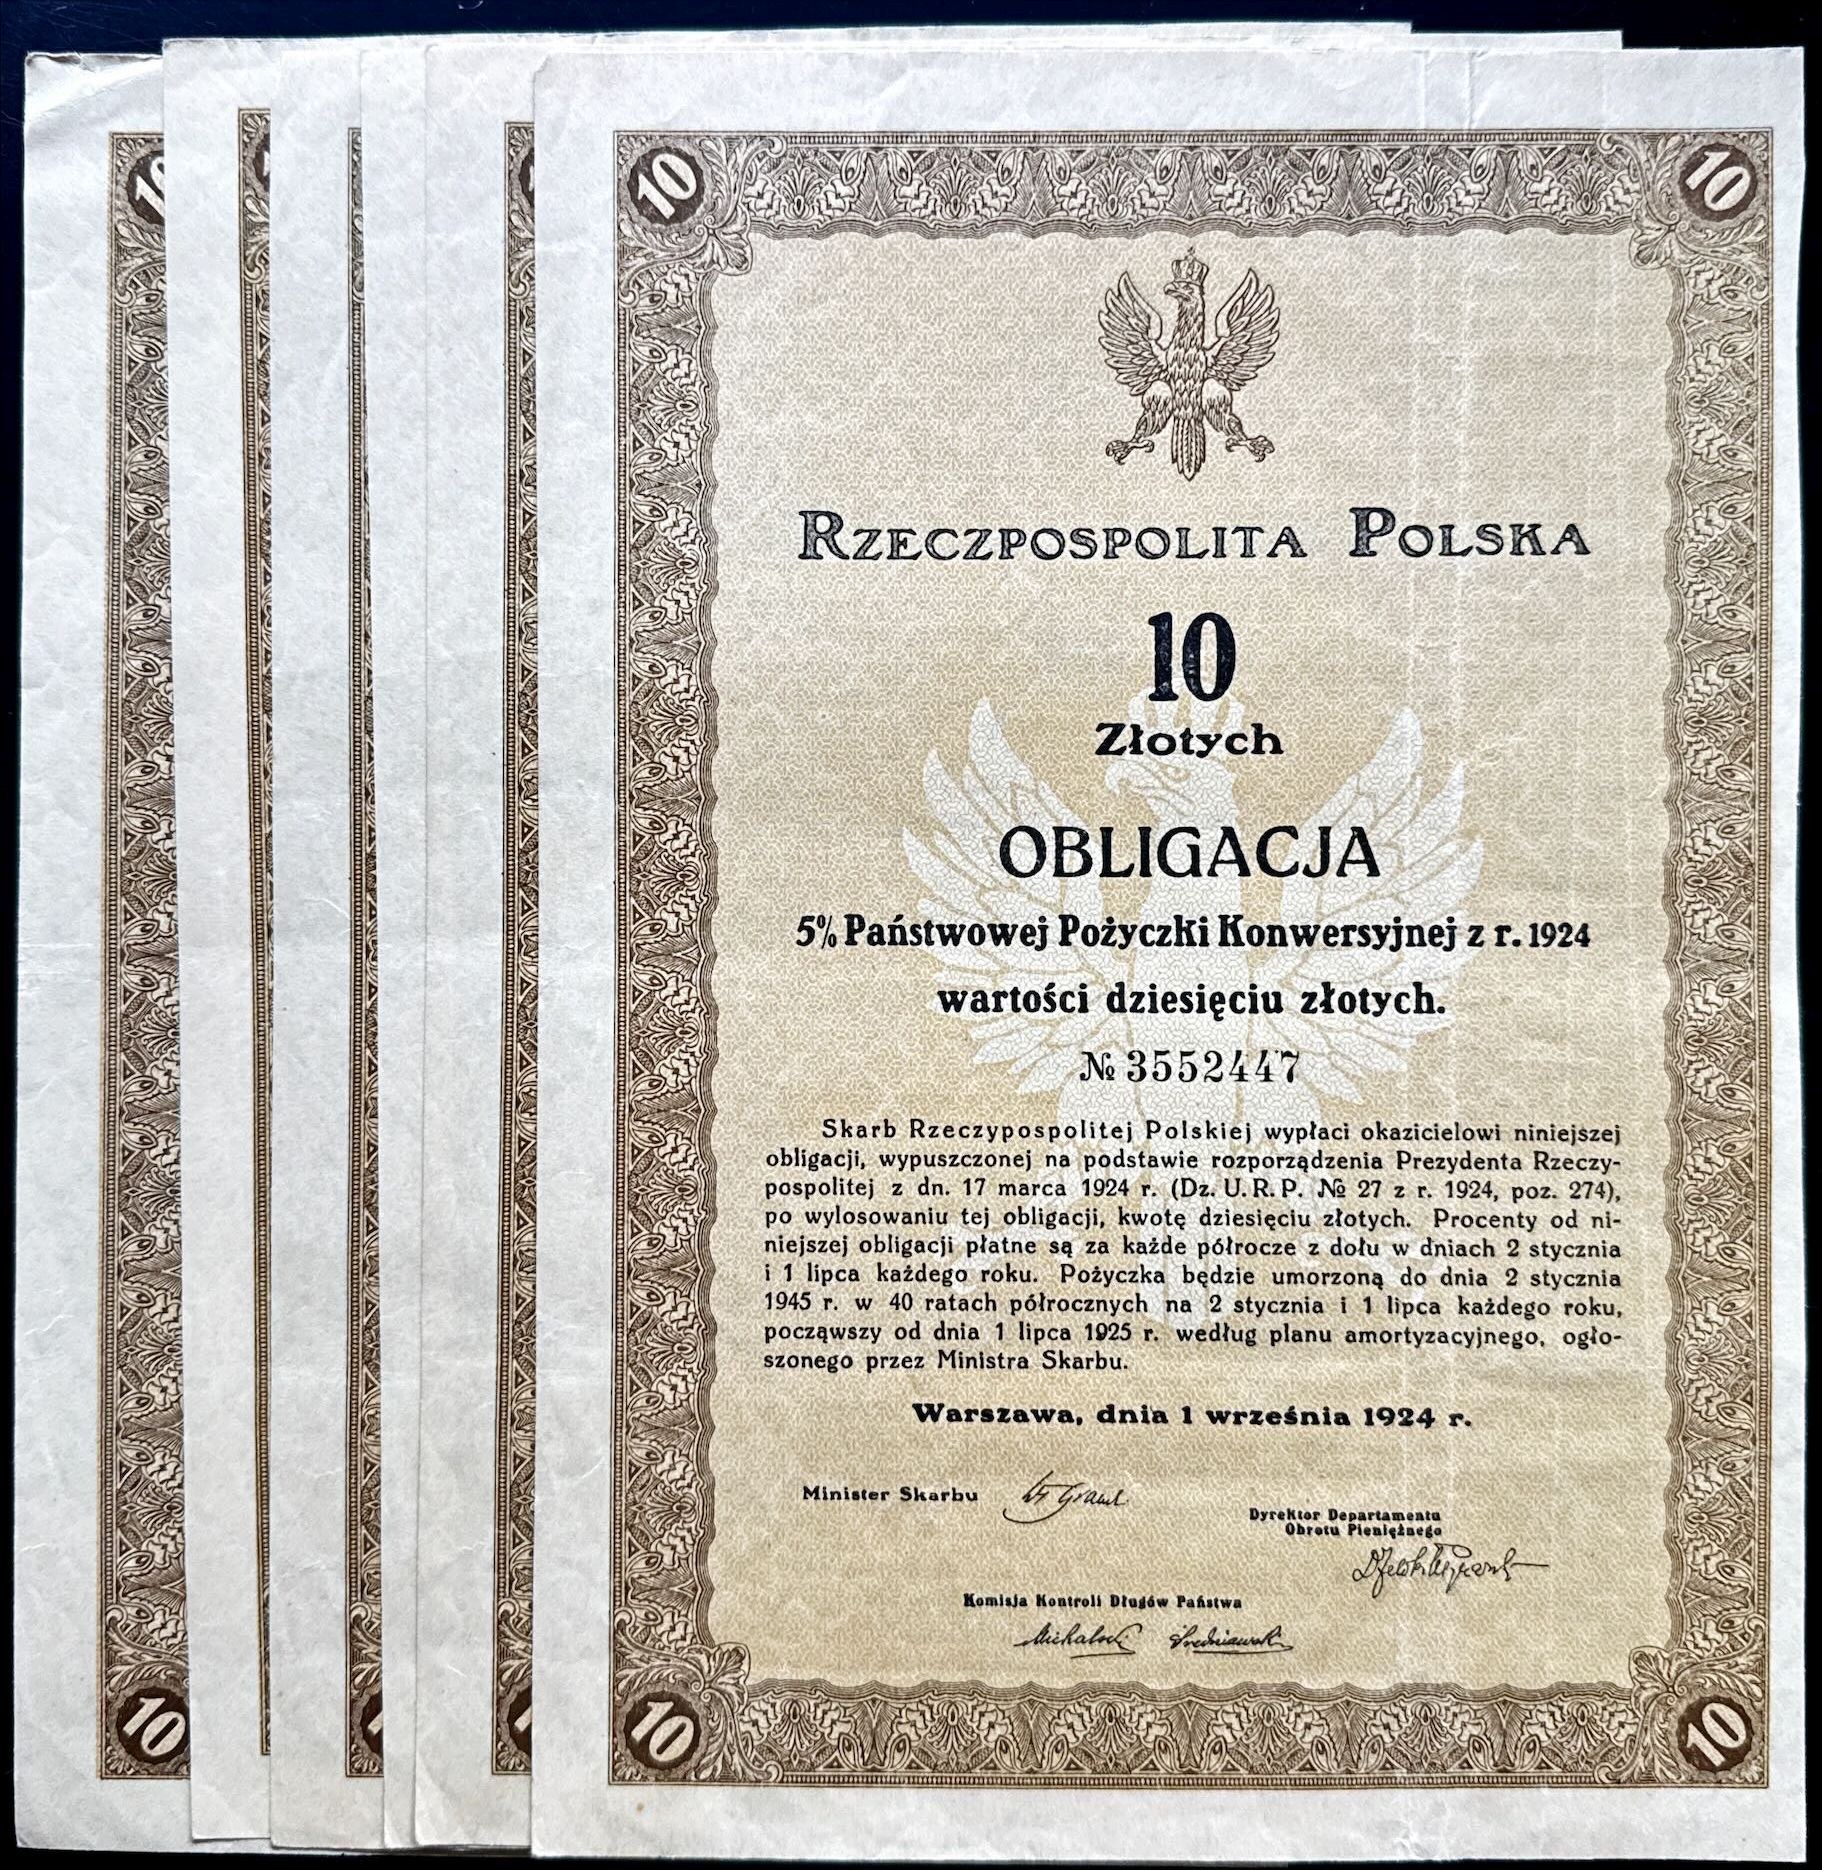 10 10 10
RZECZPOSPOLITA POLSKA
10
Złotych
OBLIGACJA
5% Państwowej Pożyczki Konwersyjnej z r. 1924
wartości dziesięciu złotych.
№ 3552447
Skarb Rzeczypospolitej Polskiej wypłaci okazicielowi niniejszej
obligacji, wypuszczonej na podstawie rozporządzenia Prezydenta Rzeczy-
pospolitej z dn. 17 marca 1924 r. (Dz. U. R. P. № 27 z r. 1924, poz. 274),
po wylosowaniu tej obligacji, kwotę dziesięciu złotych. Procenty od ni-
niejszej obligacji płatne są za każde półrocze z dołu w dniach 2 stycznia
i 1 lipca każdego roku. Pożyczka będzie umorzoną do dnia 2 stycznia
1945 r. w 40 ratach półrocznych na 2 stycznia i 1 lipca każdego roku,
począwszy od dnia 1 lipca 1925 r. według planu amortyzacyjnego, ogło-
szonego przez Ministra Skarbu.
Warszawa, dnia 1 września 1924 r.
Minister Skarbu
Dyrektor Departamentu
Obrotu Pieniężnego
Komisja Kontroli Długów Państwa
Michalski Średniawski
10 10 10